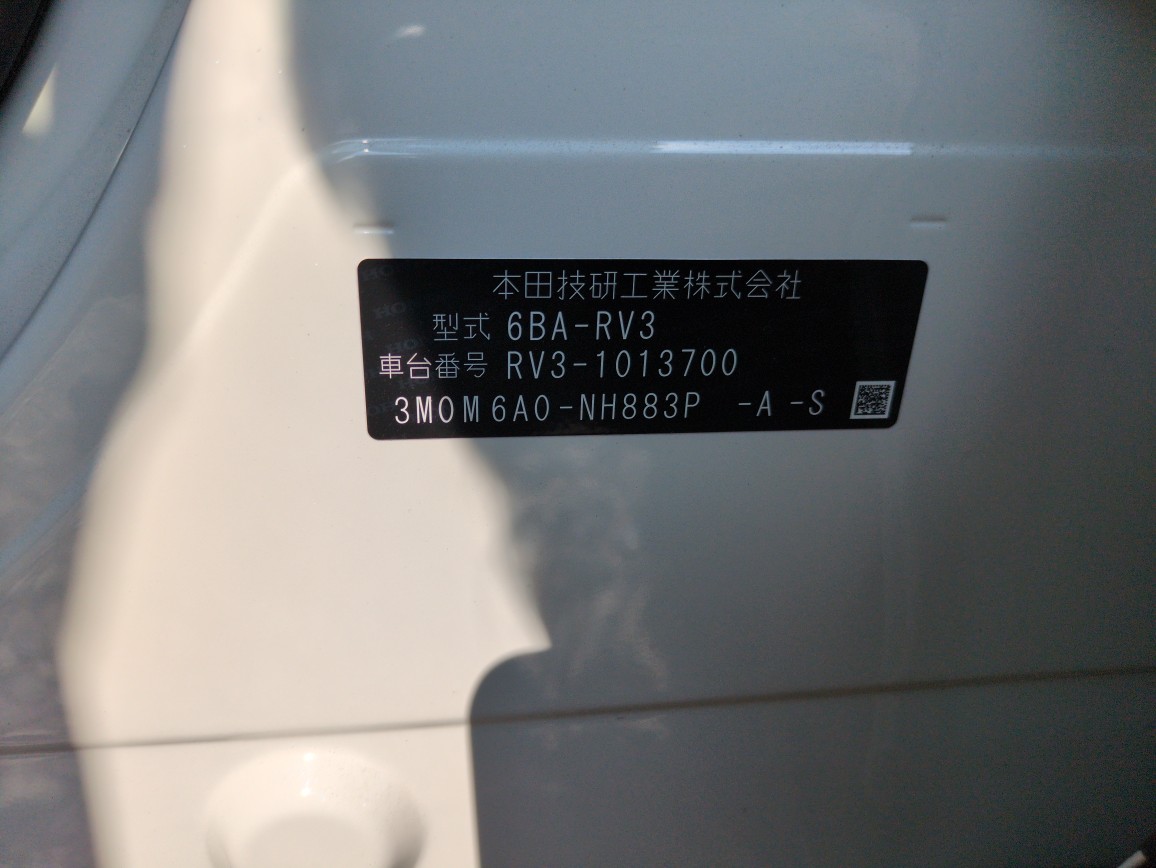 本田技研工業株式会社
型式 6BA-RV3
車台番号 RV3-1013700
3M0M6A0-NH883P -A -S